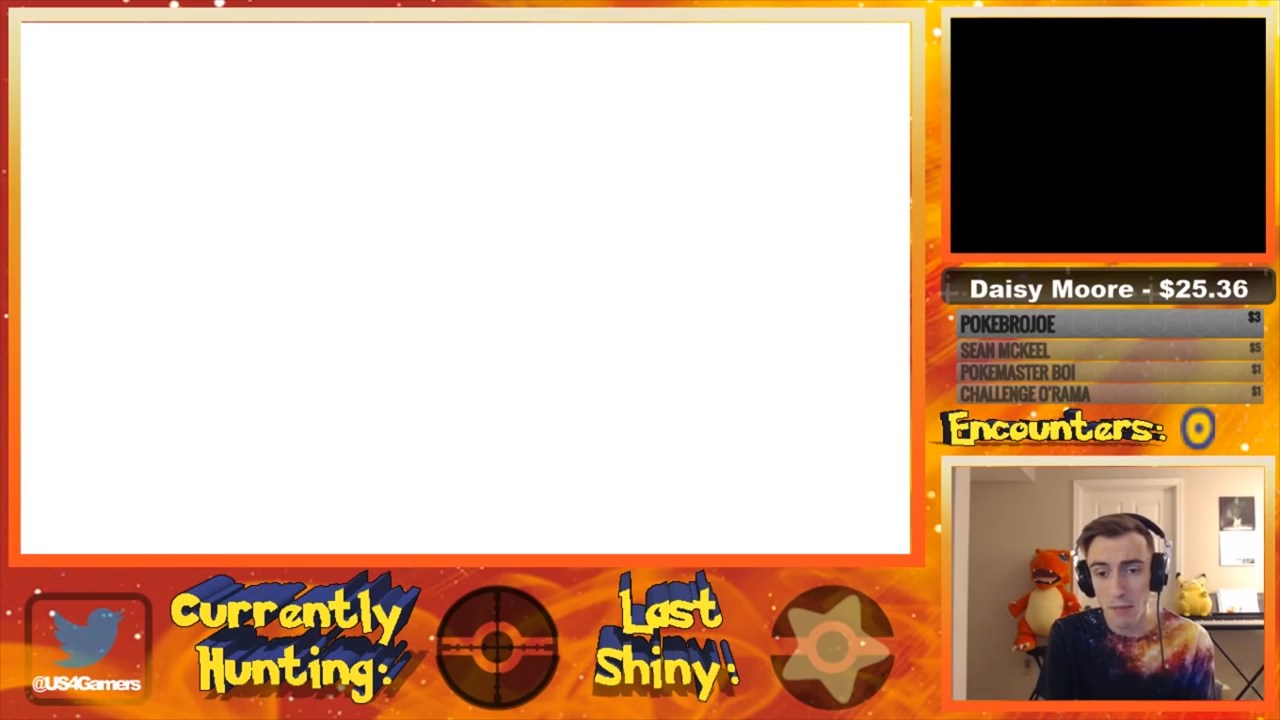 Daisy Moore - $25.36
POKEBROJOE $3
SEAN MCKEEL $5
POKEMASTER BOI $1
CHALLENGE O'RAMA $1
Encounters: 0
Currently
Hunting:
Last
Shiny:
@US4Gamers